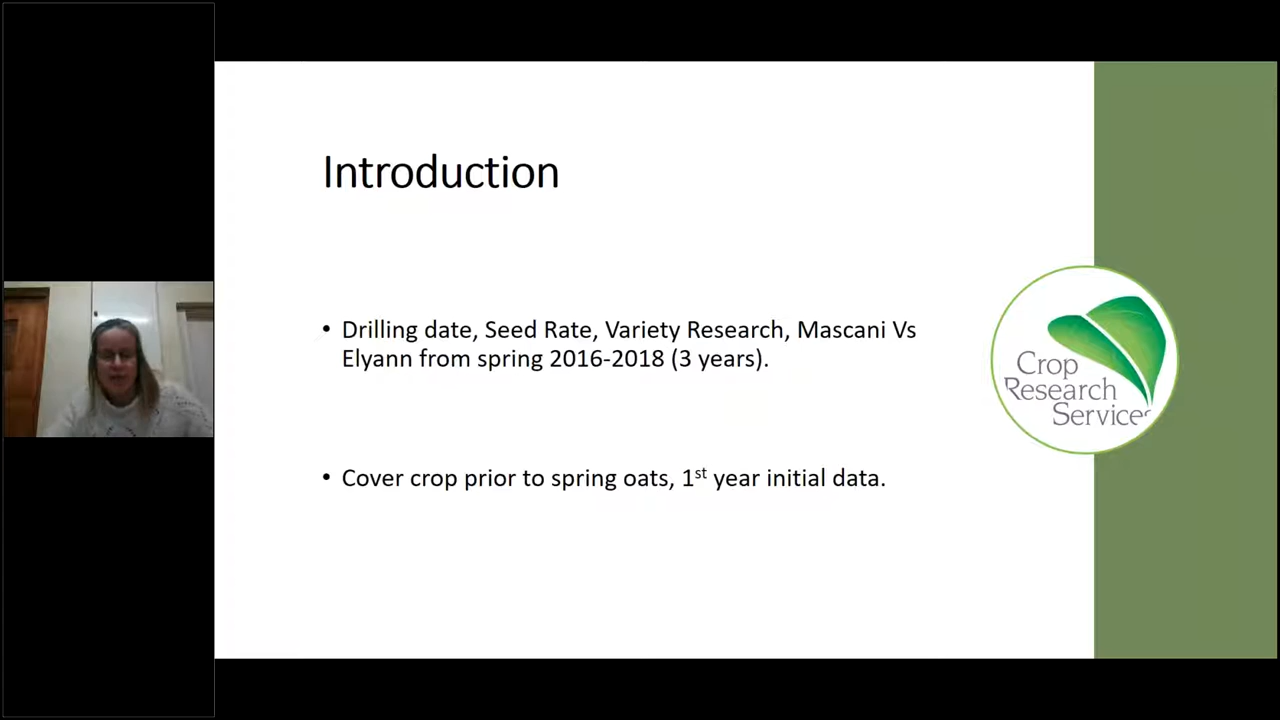 Introduction
• Drilling date, Seed Rate, Variety Research, Mascani Vs
Elyann from spring 2016-2018 (3 years).
• Cover crop prior to spring oats, 1st year initial data.
Crop
Research
Services